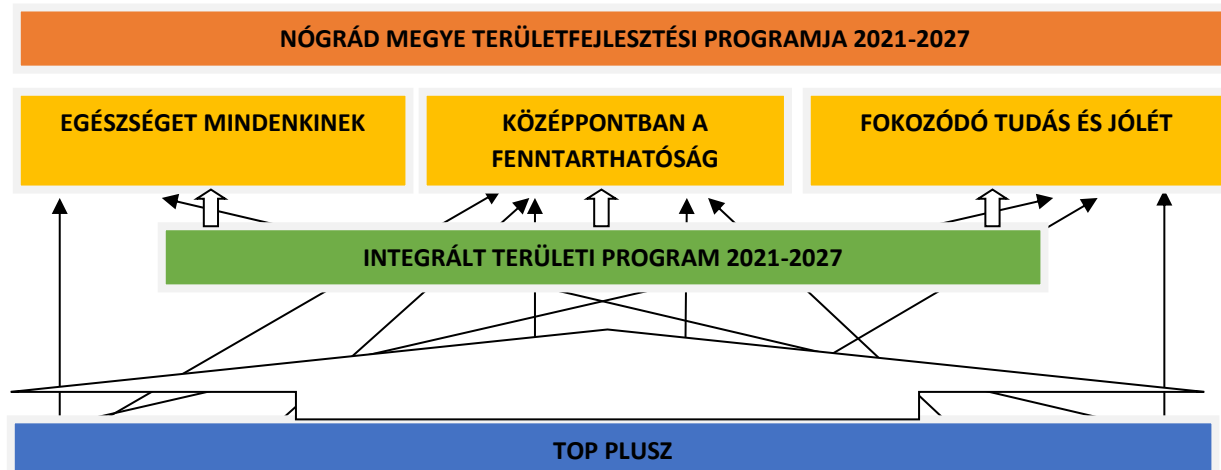 NÓGRÁD MEGYE TERÜLETFEJLESZTÉSI PROGRAMJA 2021-2027
EGÉSZSÉGET MINDENKINEK
KÖZÉPPONTBAN A
FENNTARTHATÓSÁG
FOKOZÓDÓ TUDÁS ÉS JÓLÉT
INTEGRÁLT TERÜLETI PROGRAM 2021-2027
TOP PLUSZ